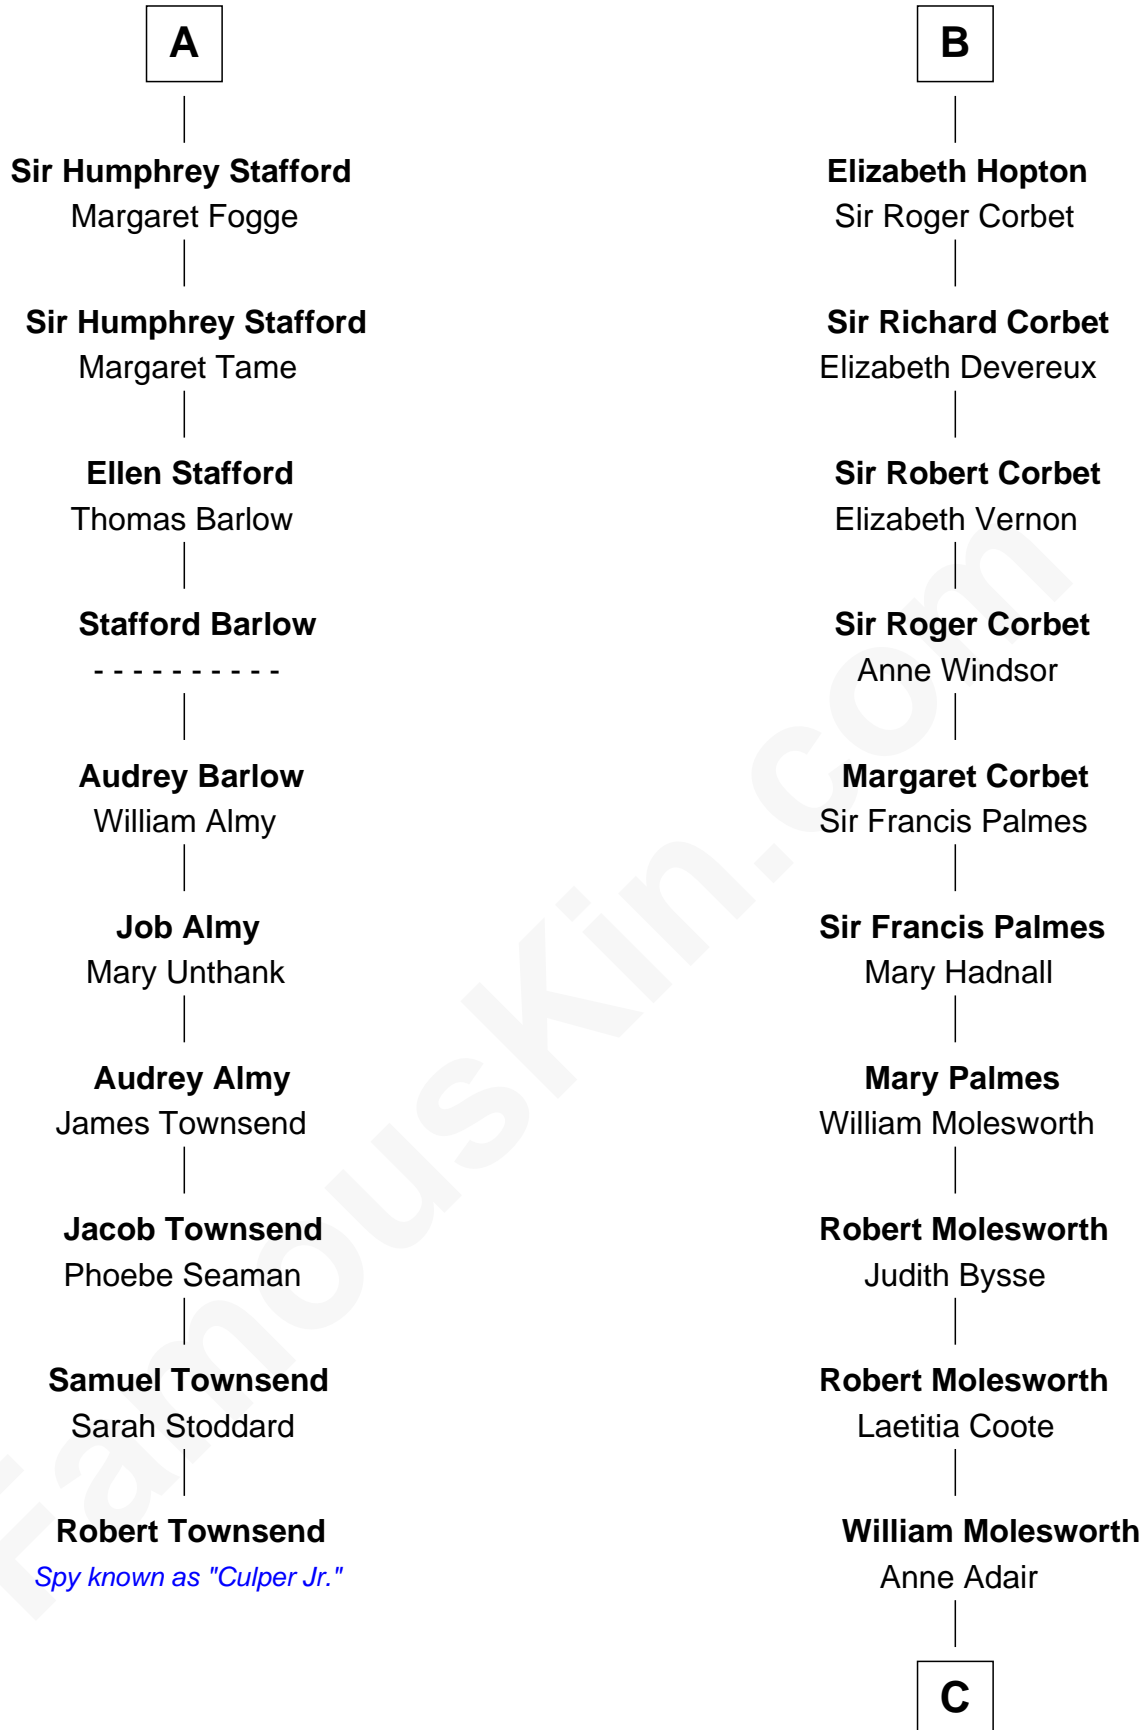 A
Sir Humphrey Stafford
Margaret Fogge
Sir Humphrey Stafford
Margaret Tame
Ellen Stafford
Thomas Barlow
Stafford Barlow
- - - - - - - - - -
Audrey Barlow
William Almy
Job Almy
Mary Unthank
Audrey Almy
James Townsend
Jacob Townsend
Phoebe Seaman
Samuel Townsend
Sarah Stoddard
Robert Townsend
Spy known as "Culper Jr."
B
Elizabeth Hopton
Sir Roger Corbet
Sir Richard Corbet
Elizabeth Devereux
Sir Robert Corbet
Elizabeth Vernon
Sir Roger Corbet
Anne Windsor
Margaret Corbet
Sir Francis Palmes
Sir Francis Palmes
Mary Hadnall
Mary Palmes
William Molesworth
Robert Molesworth
Judith Bysse
Robert Molesworth
Laetitia Coote
William Molesworth
Anne Adair
C
FamousKin.com